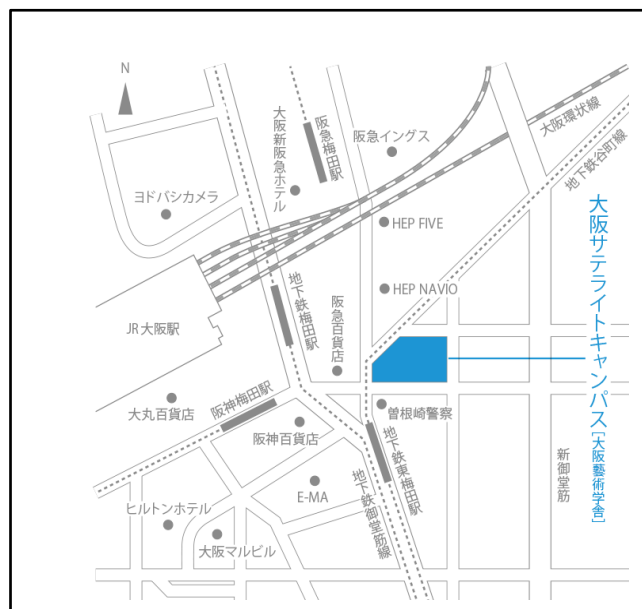 N
大阪新阪急ホテル
阪急梅田駅
阪急イングス
大阪環状線
地下鉄谷町線
ヨドバシカメラ
HEP FIVE
HEP NAVIO
JR大阪駅
地下鉄梅田駅
阪急百貨店
大阪サテライトキャンパス
[大阪藝術学舎]
大丸百貨店
阪神梅田駅
阪神百貨店
曽根崎警察
地下鉄東梅田駅
新御堂筋
E-MA
地下鉄御堂筋線
ヒルトンホテル
大阪マルビル